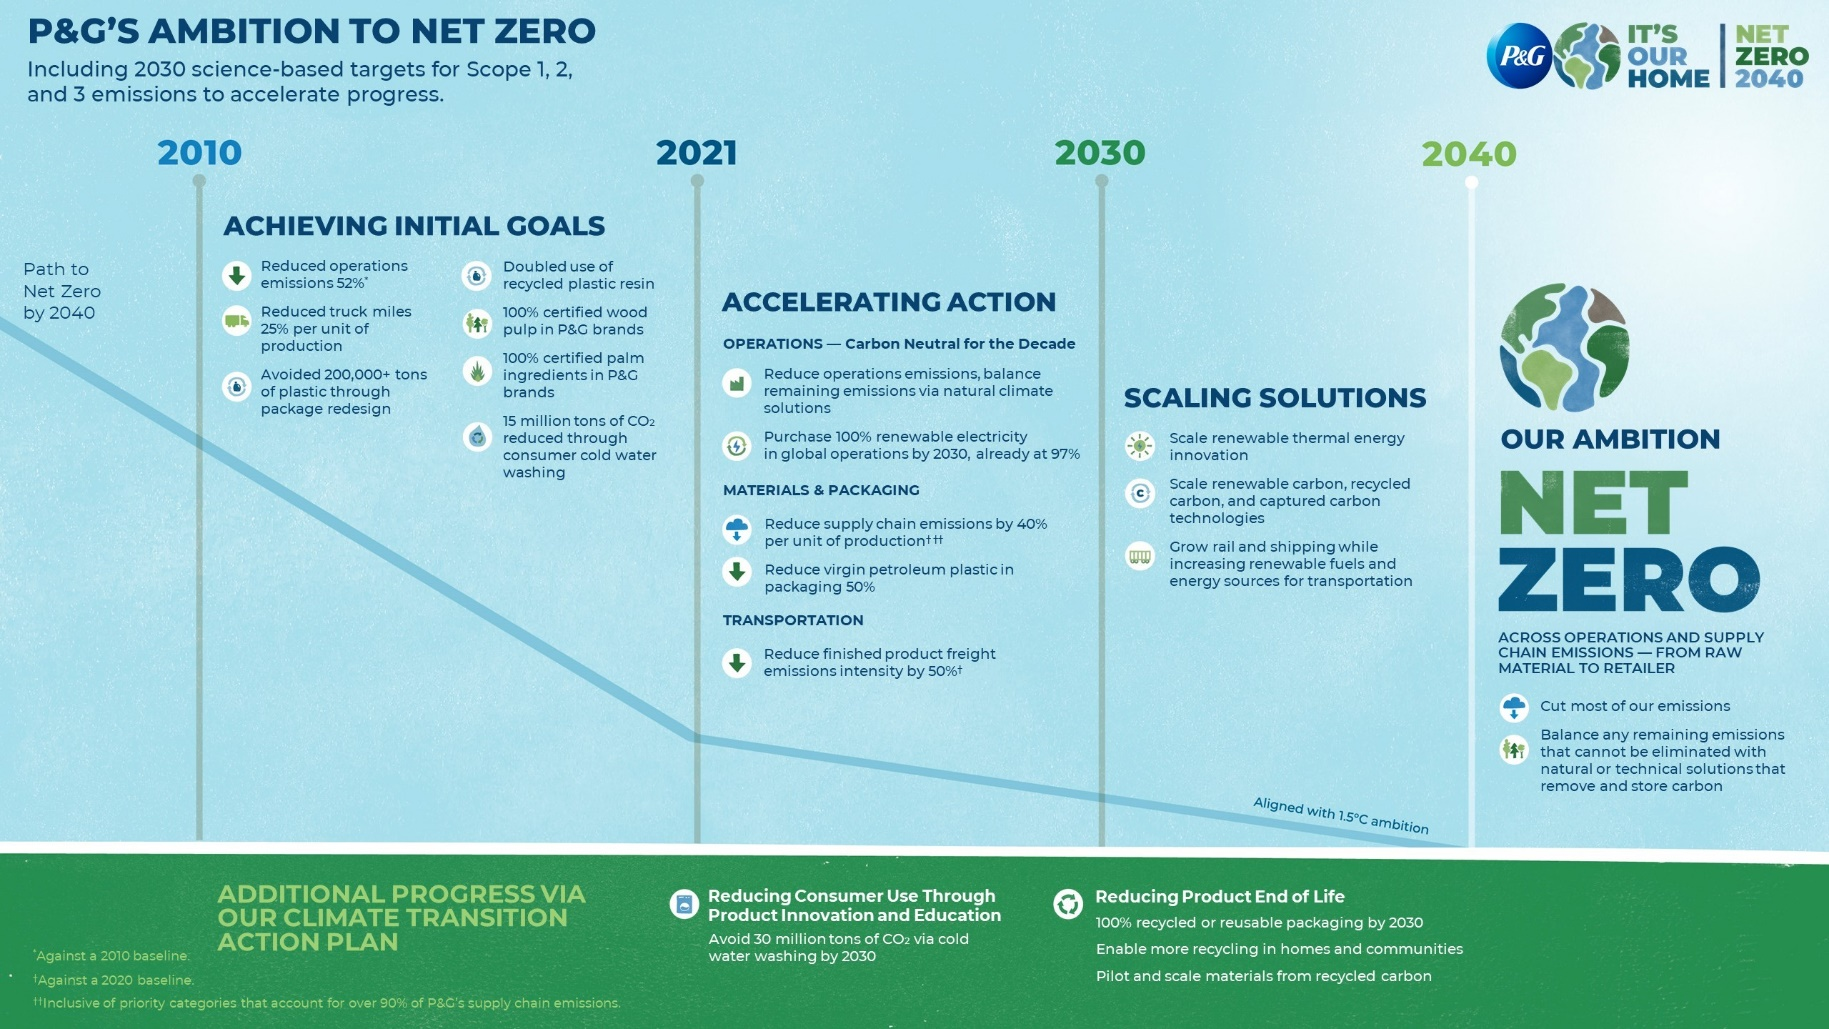 P&G'S AMBITION TO NET ZERO
Including 2030 science-based targets for Scope 1, 2,
and 3 emissions to accelerate progress.
P&G
IT'S
OUR
HOME
NET
ZERO
2040
2010
2021
2030
2040
Path to
Net Zero
by 2040
ACHIEVING INITIAL GOALS
Reduced operations
emissions 52%*
Reduced truck miles
25% per unit of
production
Avoided 200,000+ tons
of plastic through
package redesign
Doubled use of
recycled plastic resin
100% certified wood
pulp in P&G brands
100% certified palm
ingredients in P&G
brands
15 million tons of CO₂
reduced through
consumer cold water
washing
ACCELERATING ACTION
OPERATIONS — Carbon Neutral for the Decade
Reduce operations emissions, balance
remaining emissions via natural climate
solutions
Purchase 100% renewable electricity
in global operations by 2030, already at 97%
MATERIALS & PACKAGING
Reduce supply chain emissions by 40%
per unit of production†††
Reduce virgin petroleum plastic in
packaging 50%
TRANSPORTATION
Reduce finished product freight
emissions intensity by 50%†
SCALING SOLUTIONS
Scale renewable thermal energy
innovation
C
Scale renewable carbon, recycled
carbon, and captured carbon
technologies
Grow rail and shipping while
increasing renewable fuels and
energy sources for transportation
OUR AMBITION
NET
ZERO
ACROSS OPERATIONS AND SUPPLY
CHAIN EMISSIONS — FROM RAW
MATERIAL TO RETAILER
Cut most of our emissions
Balance any remaining emissions
that cannot be eliminated with
natural or technical solutions that
remove and store carbon
Aligned with 1.5°C ambition
ADDITIONAL PROGRESS VIA
OUR CLIMATE TRANSITION
ACTION PLAN
Reducing Consumer Use Through
Product Innovation and Education
Avoid 30 million tons of CO₂ via cold
water washing by 2030
Reducing Product End of Life
100% recycled or reusable packaging by 2030
Enable more recycling in homes and communities
Pilot and scale materials from recycled carbon
*Against a 2010 baseline.
†Against a 2020 baseline.
††Inclusive of priority categories that account for over 90% of P&G's supply chain emissions.